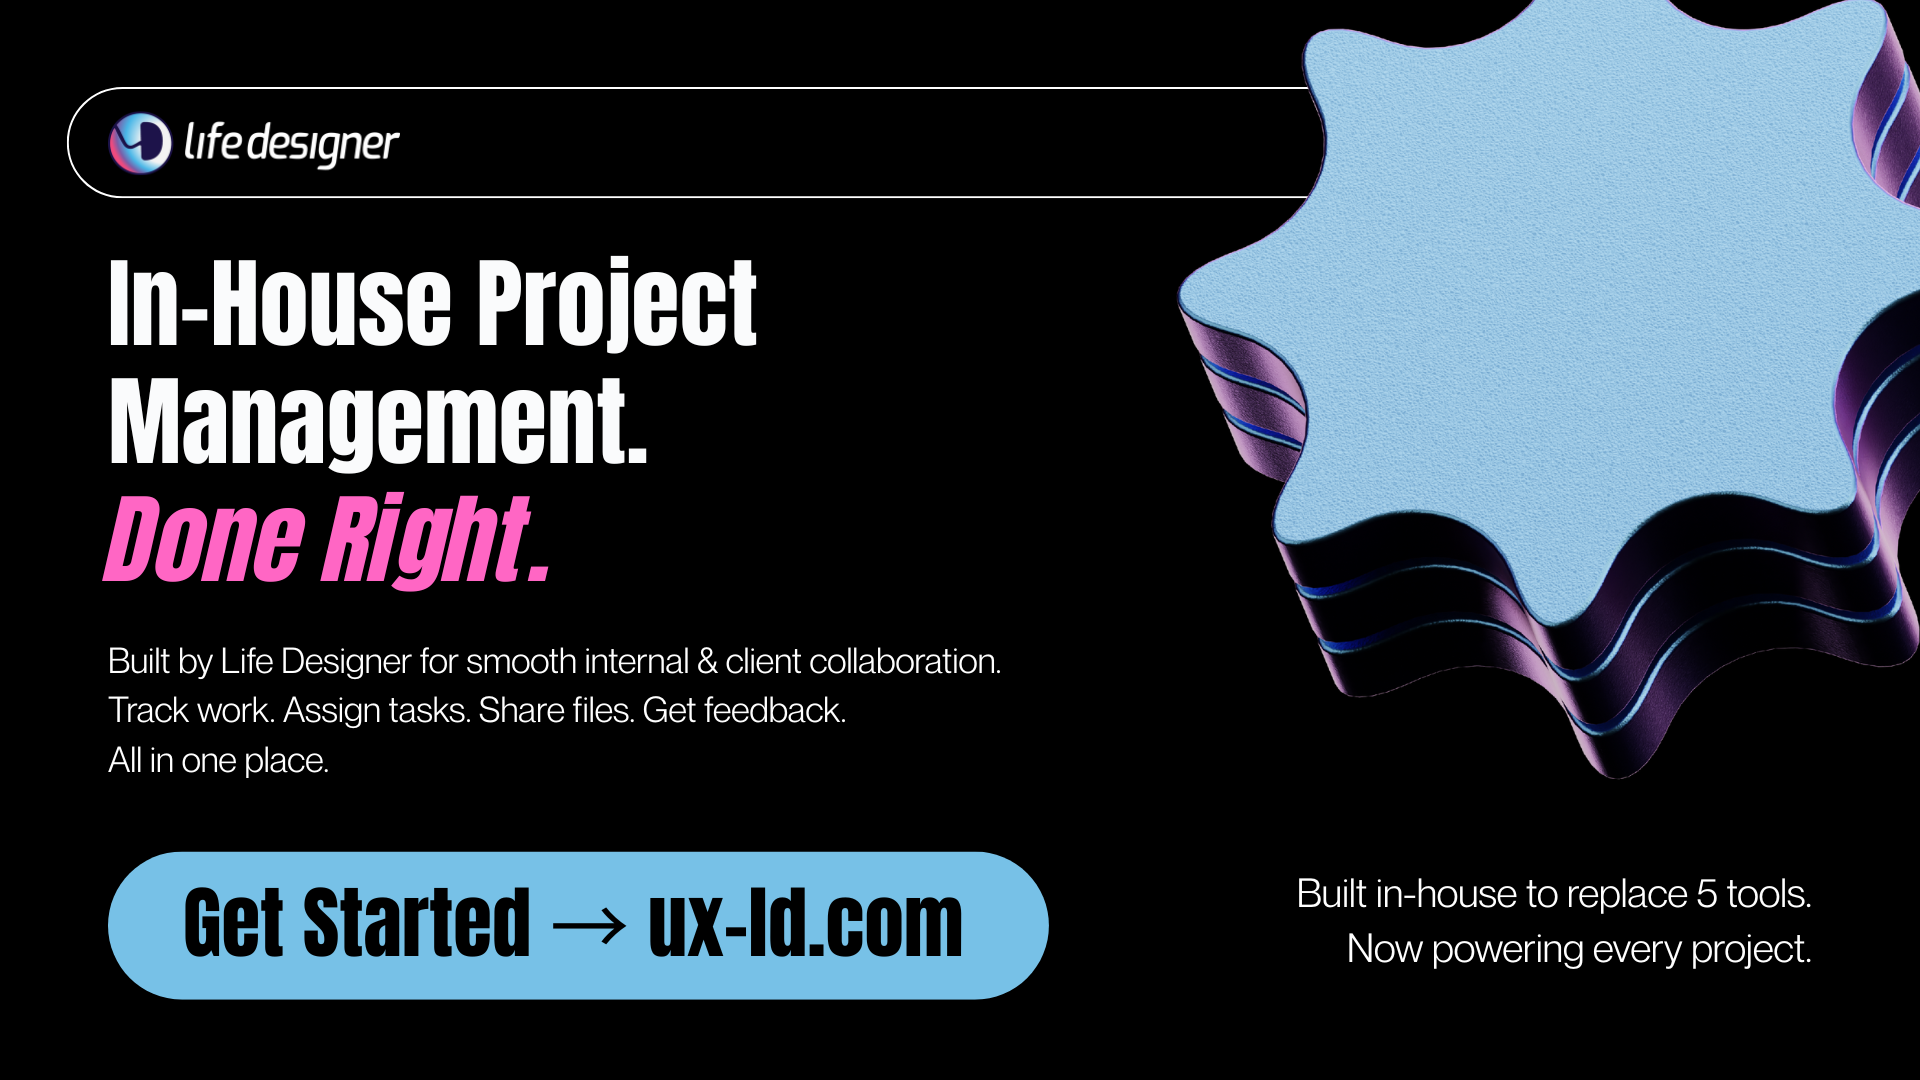 life designer
In-House Project
Management.
Done Right.
Built by Life Designer for smooth internal & client collaboration.
Track work. Assign tasks. Share files. Get feedback.
All in one place.
Get Started → ux-ld.com
Built in-house to replace 5 tools.
Now powering every project.